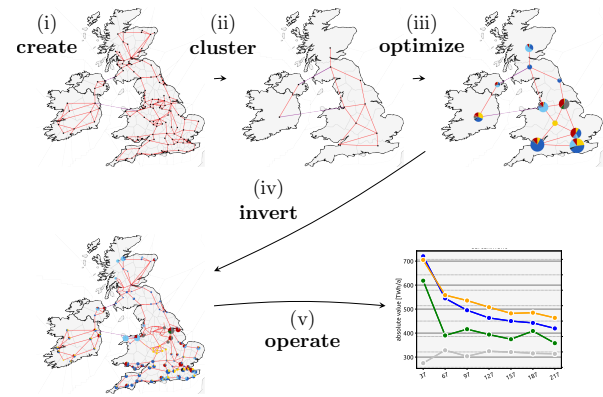 (i)
create
(ii)
cluster
(iii)
optimize
(iv)
invert
(v)
operate
absolute value [TWh/a]
700
600
500
400
300
37
67
97
127
157
187
217